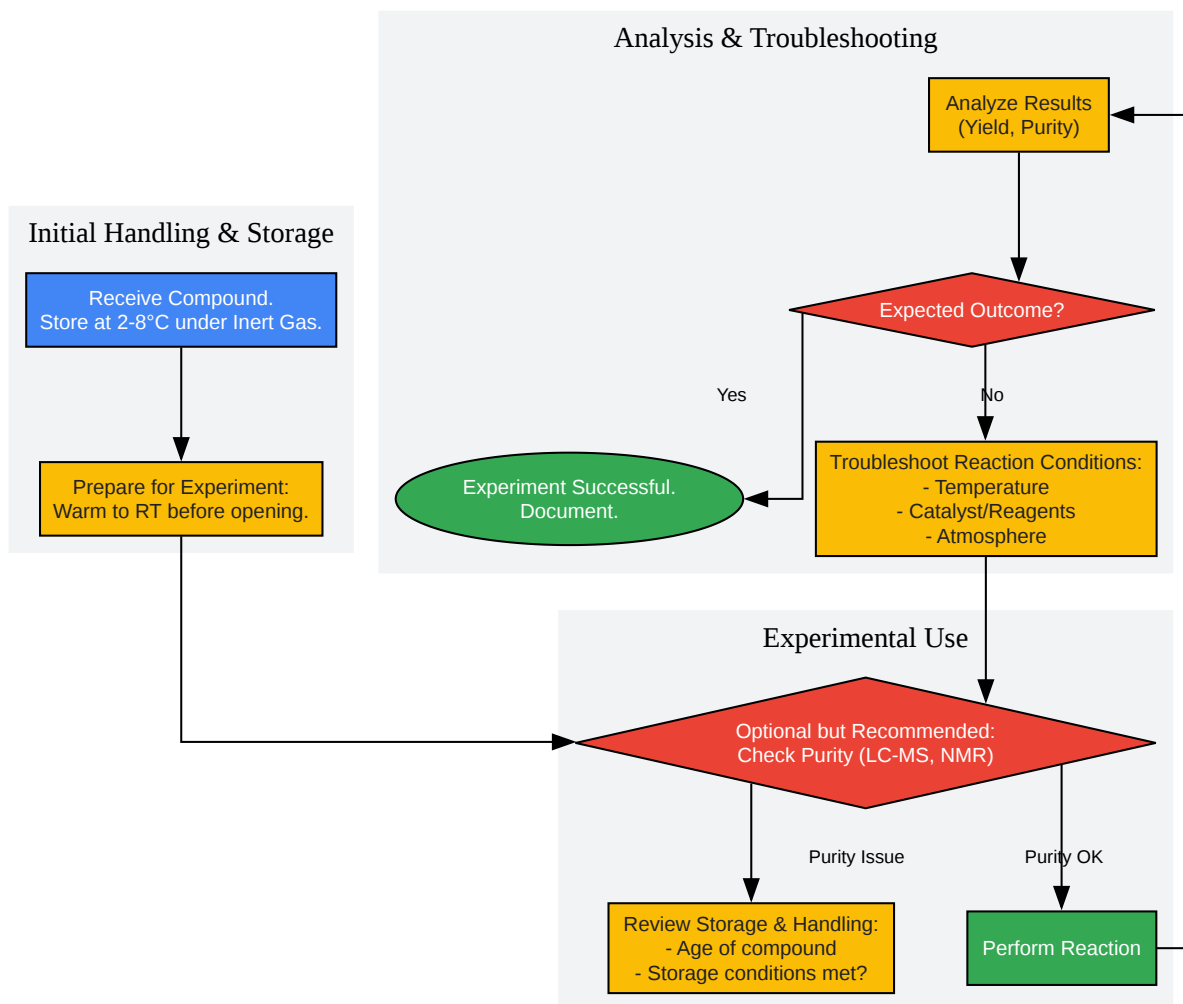 Analysis & Troubleshooting
Analyze Results
(Yield, Purity)
Initial Handling & Storage
Receive Compound.
Store at 2-8°C under Inert Gas.
Expected Outcome?
Yes
No
Prepare for Experiment:
Warm to RT before opening.
Experiment Successful.
Document.
Troubleshoot Reaction Conditions:
- Temperature
- Catalyst/Reagents
- Atmosphere
Experimental Use
Optional but Recommended:
Check Purity (LC-MS, NMR)
Purity Issue
Purity OK
Review Storage & Handling:
- Age of compound
- Storage conditions met?
Perform Reaction